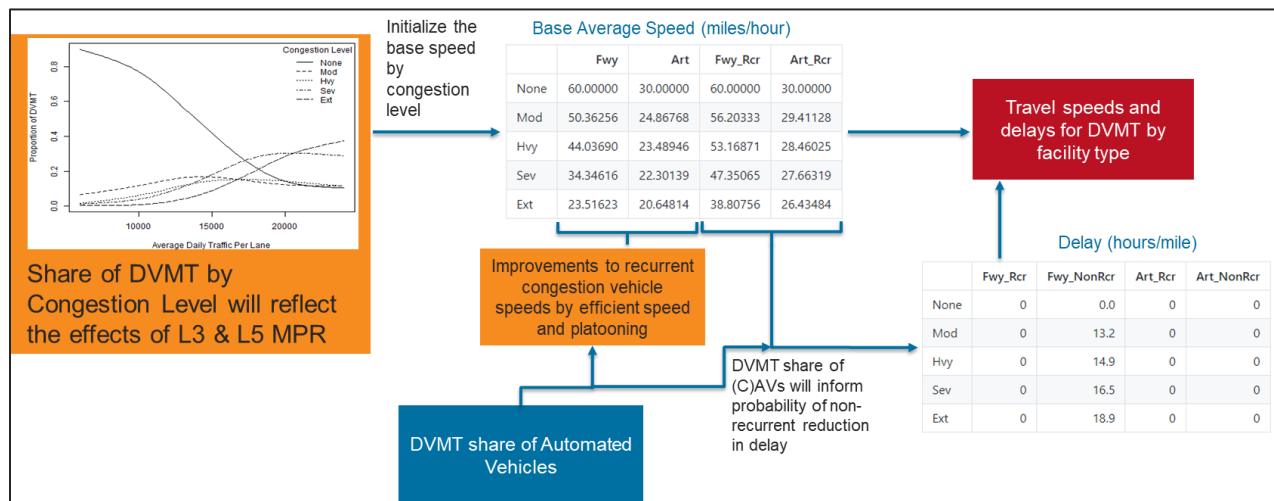 Congestion Level
None
Mod
Hvy
Sev
Ext
Proportion of DVMT
0.8
0.6
0.4
0.2
0.0
10000 15000 20000
Average Daily Traffic Per Lane
Share of DVMT by
Congestion Level will reflect
the effects of L3 & L5 MPR
Initialize the
base speed
by
congestion
level
Base Average Speed (miles/hour)
Fwy Art Fwy_Rcr Art_Rcr
None 60.00000 30.00000 60.00000 30.00000
Mod 50.36256 24.86768 56.20333 29.41128
Hvy 44.03690 23.48946 53.16871 28.46025
Sev 34.34616 22.30139 47.35065 27.66319
Ext 23.51623 20.64814 38.80756 26.43484
Travel speeds and
delays for DVMT by
facility type
Improvements to recurrent
congestion vehicle
speeds by efficient speed
and platooning
DVMT share of
(C)AVs will inform
probability of non-
recurrent reduction
in delay
DVMT share of Automated
Vehicles
Delay (hours/mile)
Fwy_Rcr Fwy_NonRcr Art_Rcr Art_NonRcr
None 0 0.0 0 0
Mod 0 13.2 0 0
Hvy 0 14.9 0 0
Sev 0 16.5 0 0
Ext 0 18.9 0 0